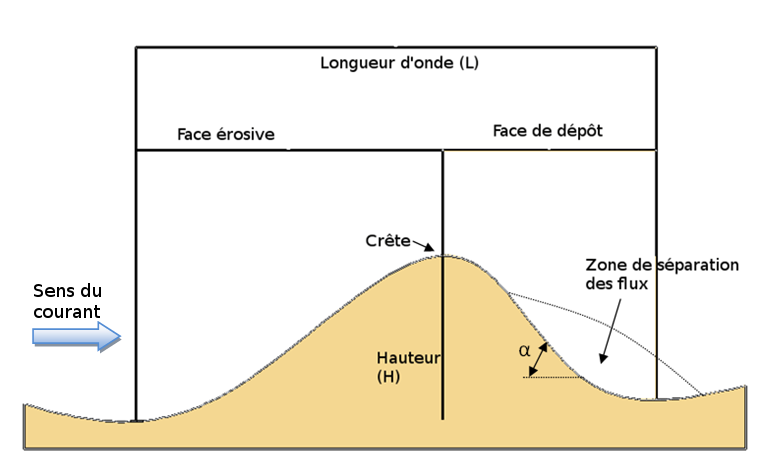 Longueur d'onde (L)
Face érosive
Face de dépôt
Crête
Zone de séparation
des flux
Sens du
courant
Hauteur
(H)
α